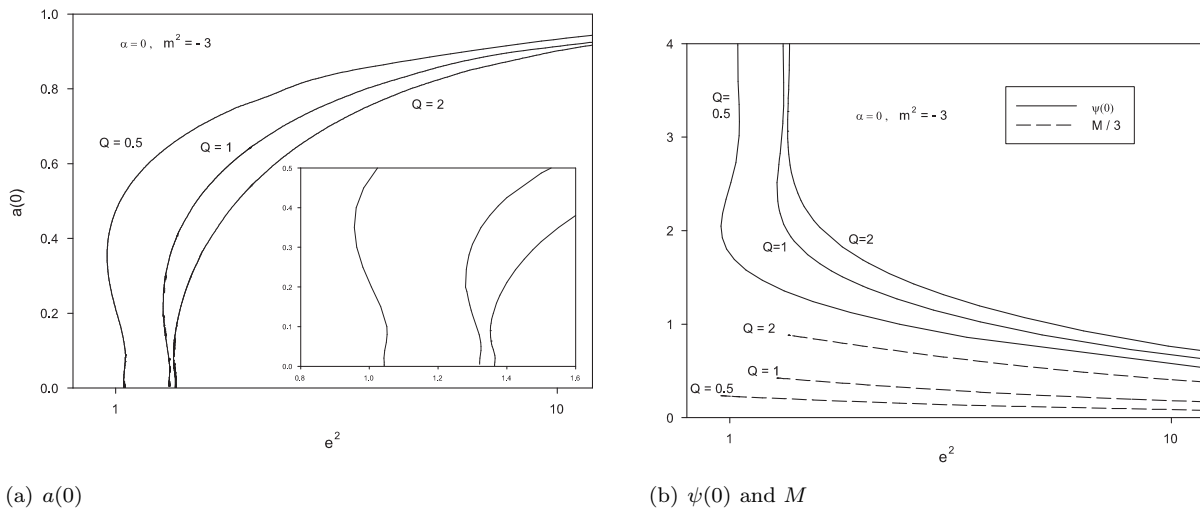 1.0
0.8
0.6
0.4
0.2
0.0
a(0)
α = 0 , m² = - 3
Q = 0.5
Q = 1
Q = 2
0.5
0.4
0.3
0.2
0.1
0.0
0,8 1,0 1,2 1,4 1,6
1 10
e²
(a) a(0)
4
3
2
1
0
Q=
0.5
α = 0 , m² = - 3
ψ(0)
M / 3
Q=1
Q=2
Q = 2
Q = 1
Q = 0.5
1 10
e²
(b) ψ(0) and M